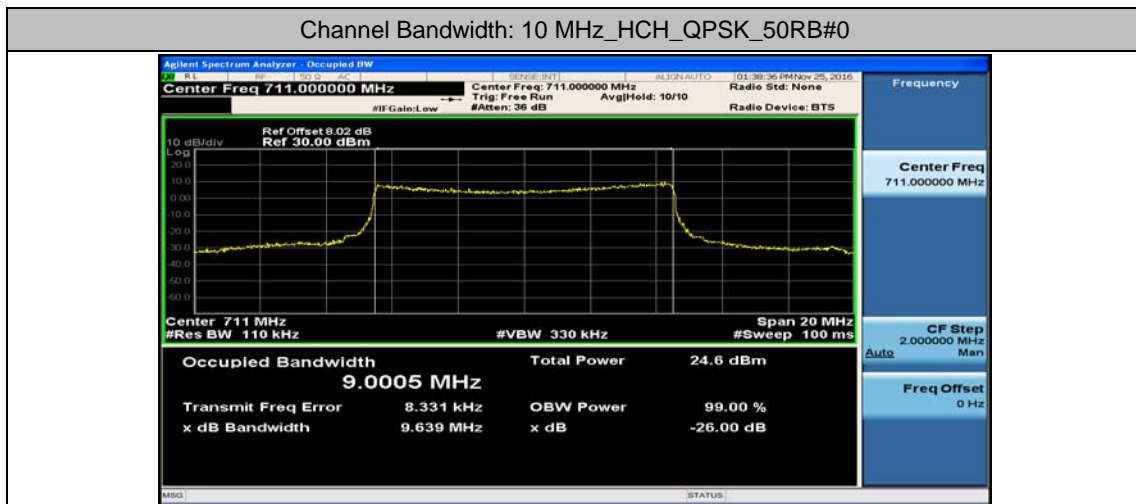 Channel Bandwidth: 10 MHz_HCH_QPSK_50RB#0
Agilent Spectrum Analyzer - Occupied BW
RL RF 50 Ω AC SENSE:INT ALIGNAUTO 01:38:36 PM Nov 25, 2016
Center Freq 711.000000 MHz
Center Freq: 711.000000 MHz
Radio Std: None
Trig: Free Run Avg|Hold: 10/10
#IFGain:Low #Atten: 36 dB Radio Device: BTS
Ref Offset 8.02 dB
10 dB/div Ref 30.00 dBm
Log
20.0
10.0
0.00
-10.0
-20.0
-30.0
-40.0
-50.0
-60.0
Center 711 MHz Span 20 MHz
#Res BW 110 kHz #VBW 330 kHz #Sweep 100 ms
Occupied Bandwidth Total Power 24.6 dBm
9.0005 MHz
Transmit Freq Error 8.331 kHz OBW Power 99.00 %
x dB Bandwidth 9.639 MHz x dB -26.00 dB
MSG STATUS
Frequency
Center Freq
711.000000 MHz
CF Step
2.000000 MHz
Auto Man
Freq Offset
0 Hz